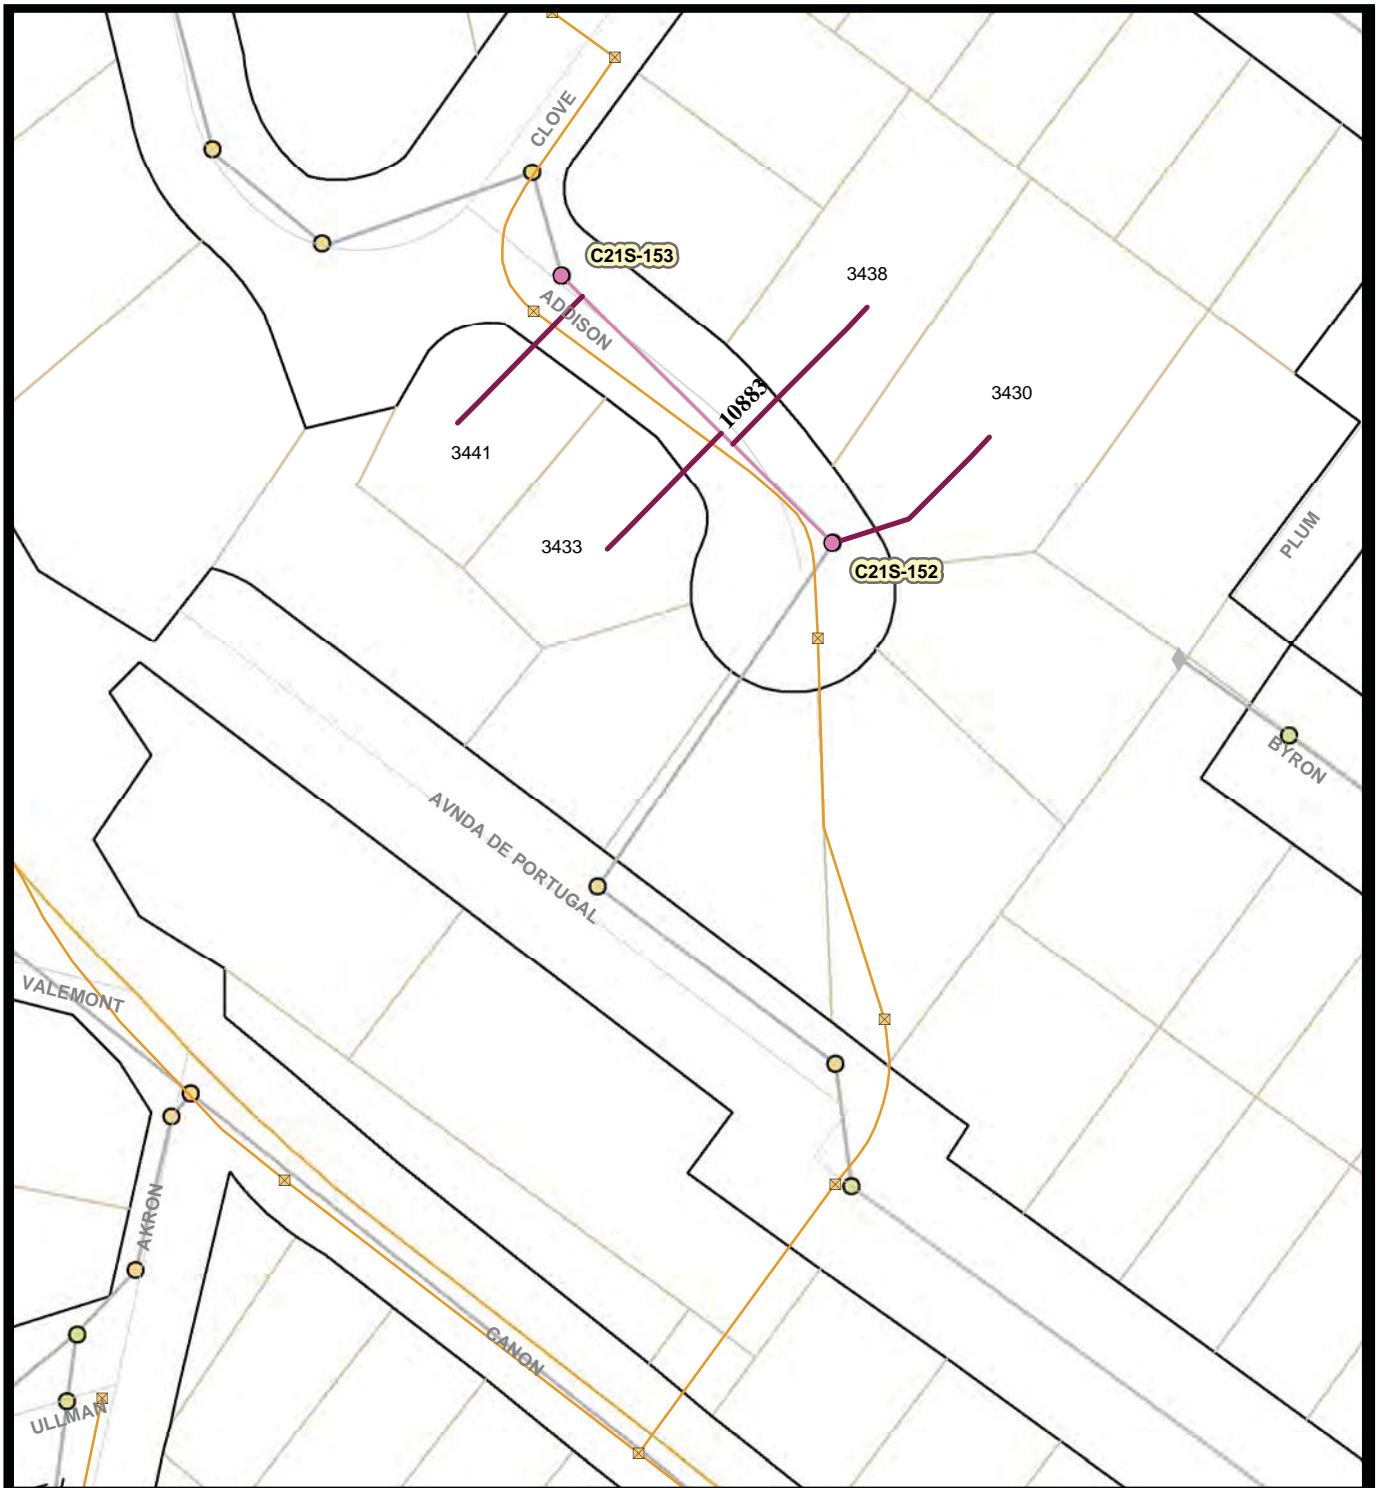 CLOVE
C21S-153
3438
ADDISON
10883
3430
3441
3433
C21S-152
PLUM
BYRON
AVNDA DE PORTUGAL
VALEMONT
AKRON
CANON
ULLMAN